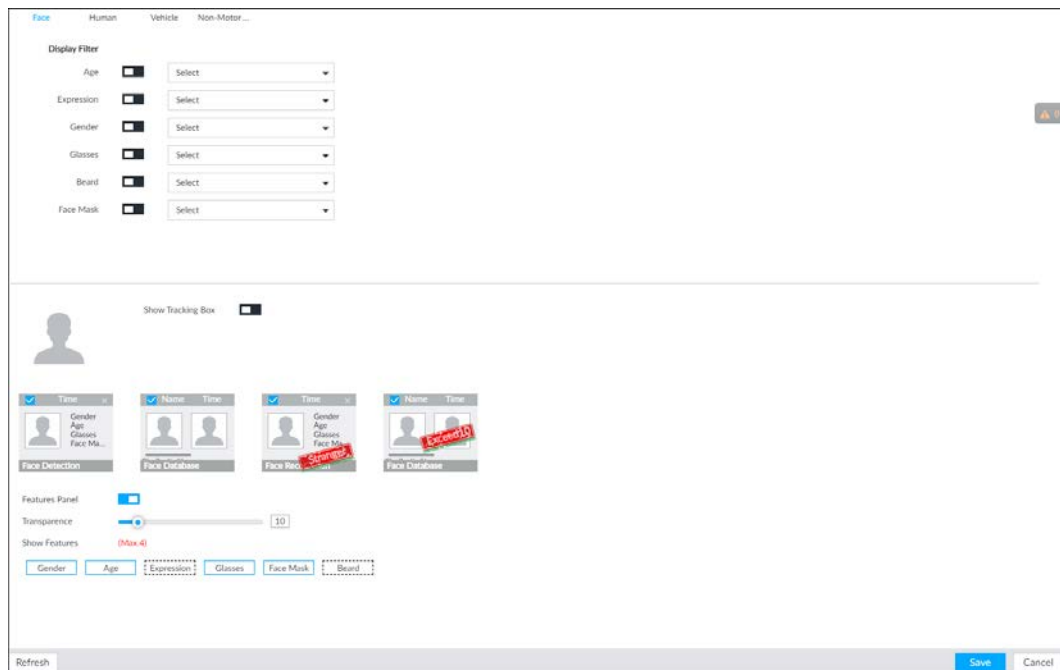 Face Human Vehicle Non-Motor ...
Display Filter
Age Select
Expression Select
Gender Select
Glasses Select
Beard Select
Face Mask Select
Show Tracking Box
Time
Gender
Age
Glasses
Face Ma...
Face Detection
Name Time
Face Database
Time
Gender
Age
Glasses
Face Ma
Stranger
Face Rec
Name Time
Exceed10
Face Database
Features Panel
Transparence 10
Show Features (Max.4)
Gender Age Expression Glasses Face Mask Beard
Refresh Save Cancel